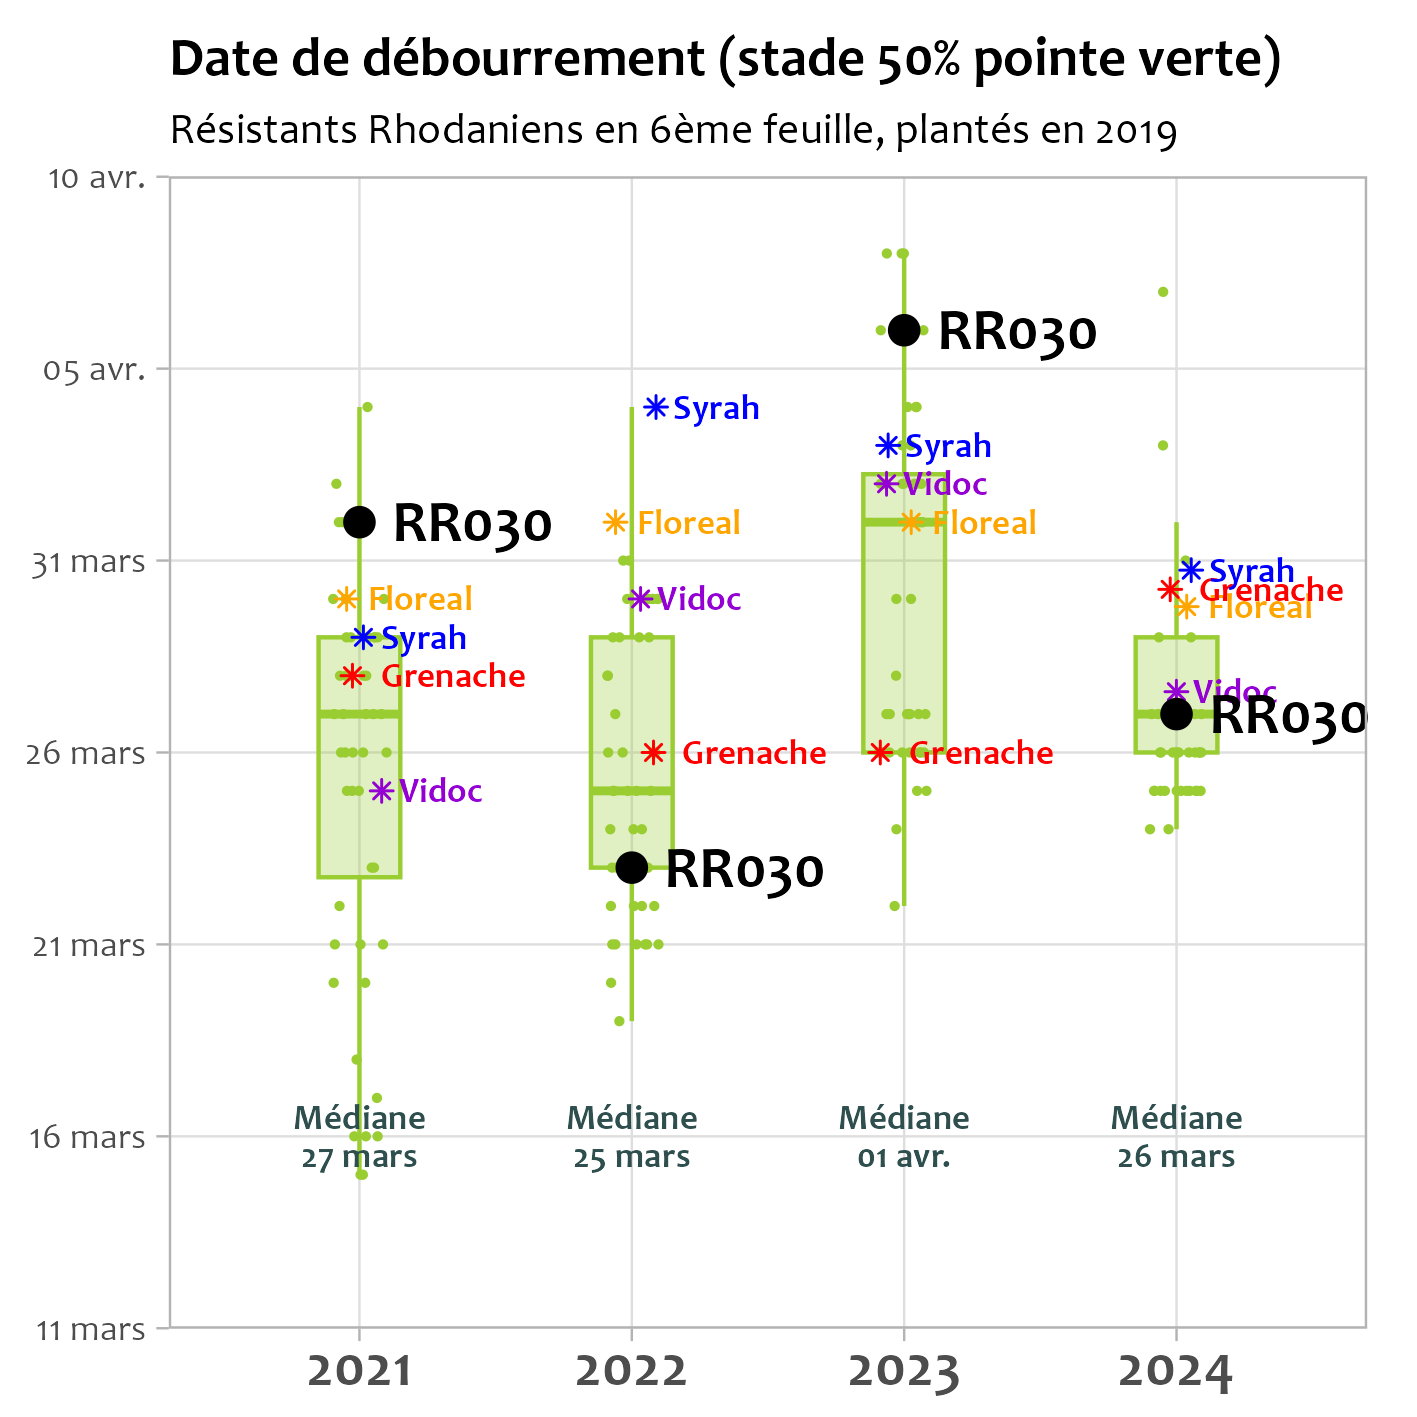 Date de débourrement (stade 50% pointe verte)
Résistants Rhodaniens en 6ème feuille, plantés en 2019
10 avr.
05 avr.
31 mars
26 mars
21 mars
16 mars
11 mars
RR030
Floreal
Syrah
Grenache
Vidoc
Médiane
27 mars
Syrah
Floreal
Vidoc
Grenache
RR030
Médiane
25 mars
RR030
Syrah
Vidoc
Floreal
Grenache
Médiane
01 avr.
Syrah
Grenache
Floreal
Vidoc
RR030
Médiane
26 mars
2021
2022
2023
2024